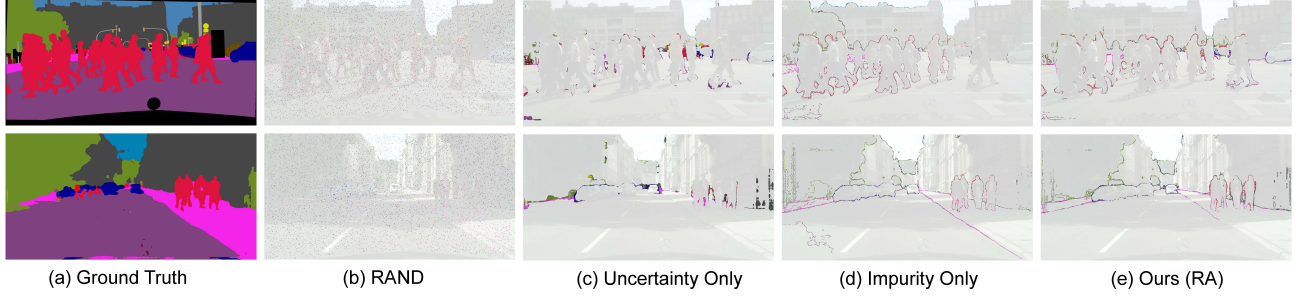 (a) Ground Truth
(b) RAND
(c) Uncertainty Only
(d) Impurity Only
(e) Ours (RA)